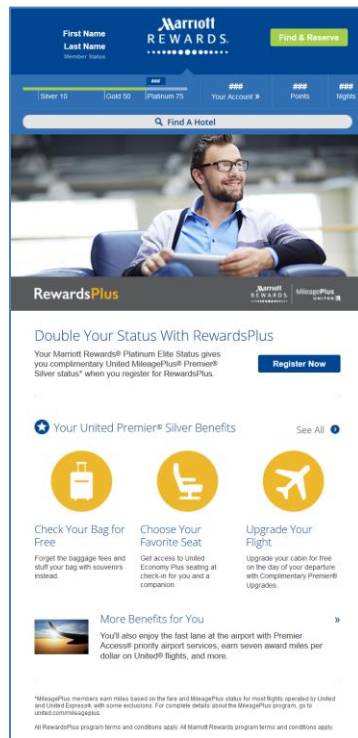 First Name
Last Name
Member Status
Marriott
REWARDS.
Find & Reserve
###
Silver 10
Gold 50
Platinum 75
###
Your Account »
###
Points
###
Nights
Find A Hotel
RewardsPlus
Marriott
REWARDS
MileagePlus
UNITED
Double Your Status With RewardsPlus
Your Marriott Rewards® Platinum Elite Status gives
you complimentary United MileagePlus® Premier®
Silver status* when you register for RewardsPlus.
Register Now
Your United Premier® Silver Benefits
See All
Check Your Bag for
Free
Forget the baggage fees and
stuff your bag with souvenirs
instead.
Choose Your
Favorite Seat
Get access to United
Economy Plus seating at
check-in for you and a
companion.
Upgrade Your
Flight
Upgrade your cabin for free
on the day of your departure
with Complimentary Premier®
Upgrades.
More Benefits for You
»
You'll also enjoy the fast lane at the airport with Premier
Access® priority airport services, earn seven award miles per
dollar on United® flights, and more.
*MileagePlus members earn miles based on the fare and MileagePlus status for most flights operated by United
and United Express®, with some exclusions. For complete details about the MileagePlus program, go to
united.com/mileageplus.
All RewardsPlus program terms and conditions apply. All Marriott Rewards program terms and conditions apply.